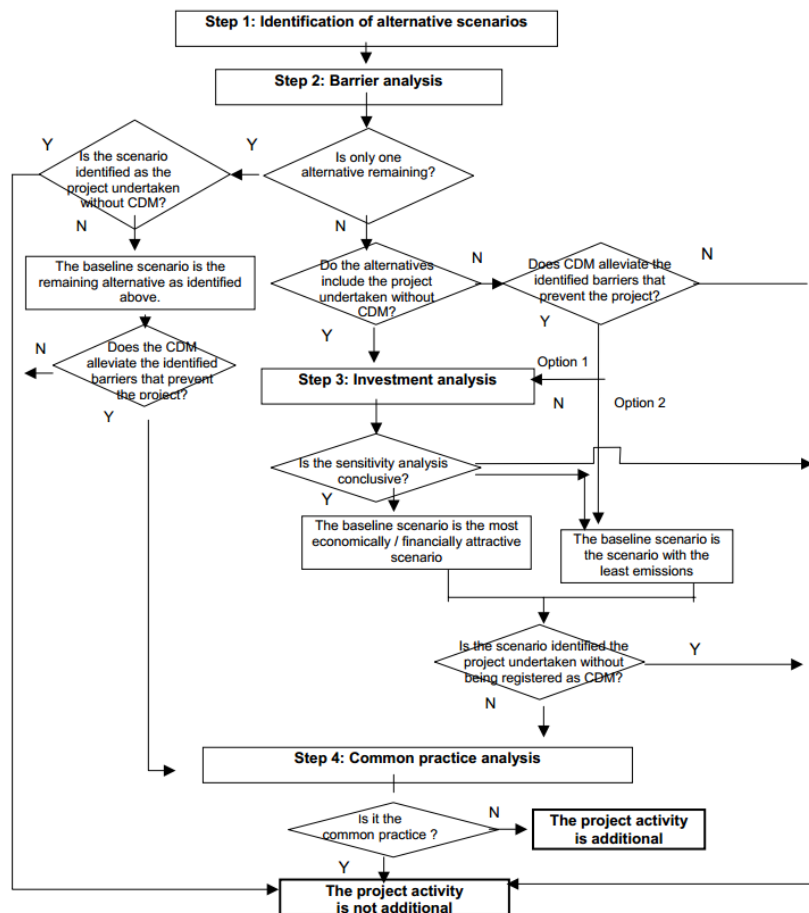 Step 1: Identification of alternative scenarios
Step 2: Barrier analysis
Y
Is the scenario
identified as the
project undertaken
without CDM?
Y
Is only one
alternative remaining?
N
N
The baseline scenario is the
remaining alternative as identified
above.
Do the alternatives
include the project
undertaken without
CDM?
N
Does CDM alleviate the
identified barriers that
prevent the project?
N
Y
Y
N
Does the CDM
alleviate the identified
barriers that prevent
the project?
Y
Option 1
Step 3: Investment analysis
N
Option 2
Is the sensitivity analysis
conclusive?
Y
The baseline scenario is the most
economically / financially attractive
scenario
The baseline scenario is
the scenario with the
least emissions
Is the scenario identified the
project undertaken without
being registered as CDM?
Y
N
Step 4: Common practice analysis
Is it the
common practice ?
N
The project activity
is additional
Y
The project activity
is not additional